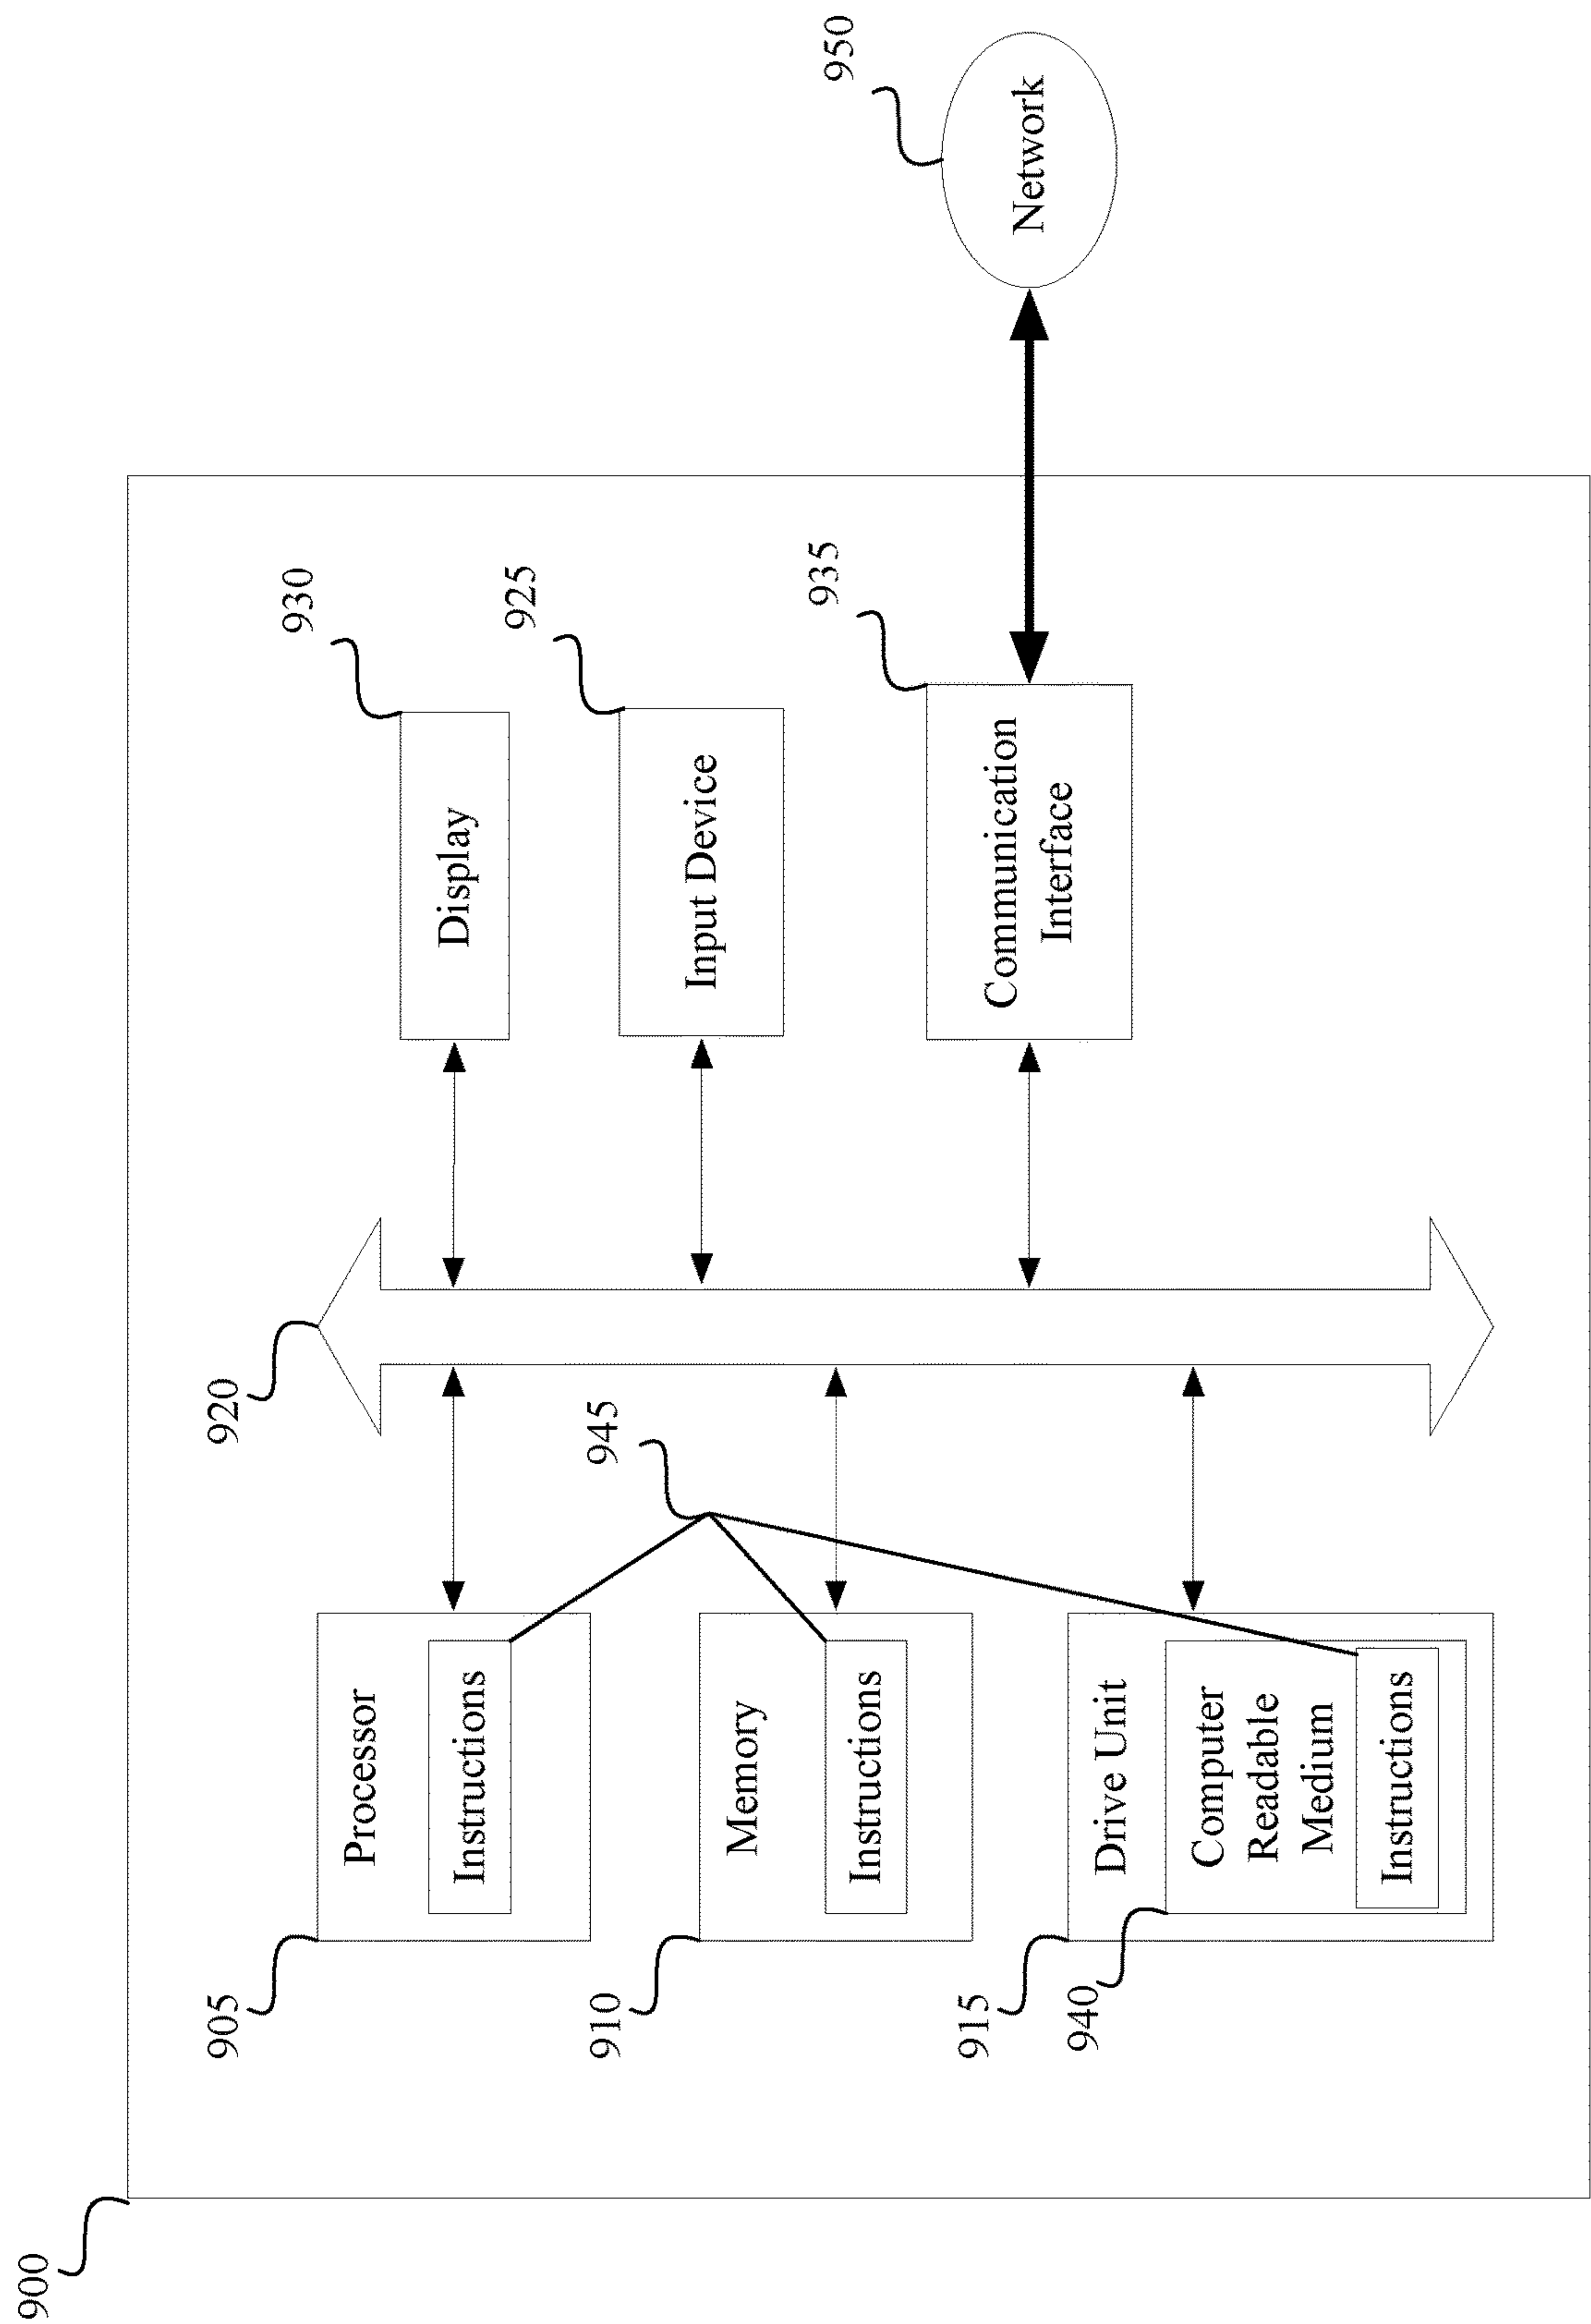 900
905
Processor
Instructions
910
Memory
Instructions
915
Drive Unit
940
Computer
Readable
Medium
Instructions
945
920
930
Display
925
Input Device
935
Communication
Interface
950
Network